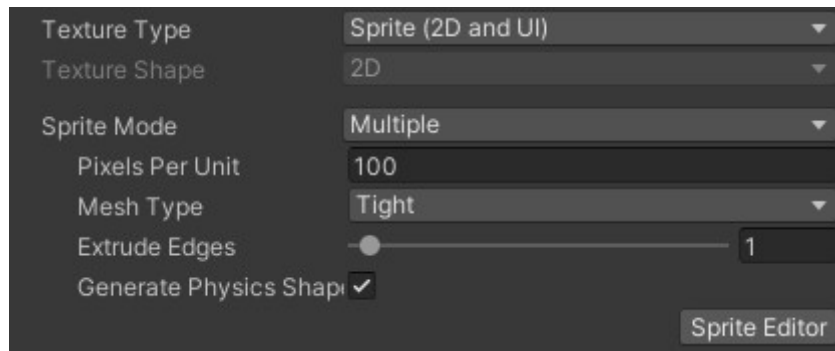 Texture Type Sprite (2D and UI)
Texture Shape 2D
Sprite Mode Multiple
Pixels Per Unit 100
Mesh Type Tight
Extrude Edges 1
Generate Physics Shap
Sprite Editor